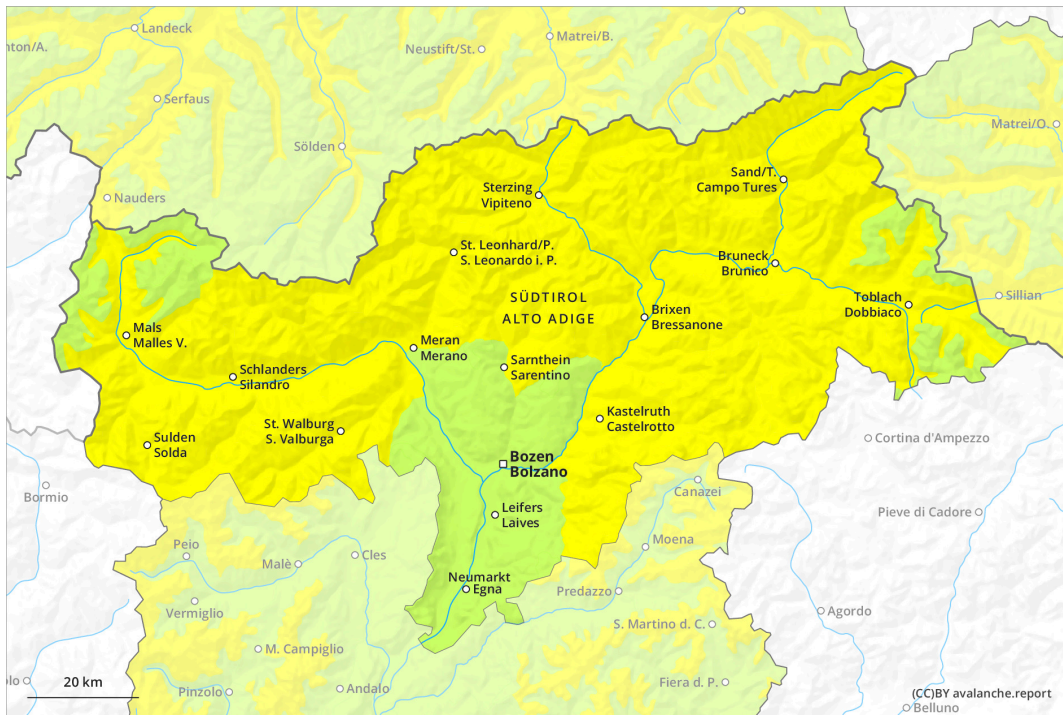 Landeck
nton/A.
Neustift/St.
Matrei/B.
Serfaus
Matrei/O.
Sölden
Nauders
Sand/T.
Campo Tures
Sterzing
Vipiteno
St. Leonhard/P.
S. Leonardo i. P.
Bruneck
Brunico
SÜDTIROL
ALTO ADIGE
Toblach
Dobbiaco
Sillian
Brixen
Bressanone
Mals
Malles V.
Meran
Merano
Sarnthein
Sarentino
Schlanders
Silandro
St. Walburg
S. Valburga
Kastelruth
Castelrotto
Sulden
Solda
Cortina d'Ampezzo
Bozen
Bolzano
Bormio
Canazei
Leifers
Laives
Pieve di Cadore
Moena
Peio
Malè
Cles
Neumarkt
Egna
Predazzo
Vermiglio
Agordo
S. Martino d. C.
M. Campiglio
olo
20 km
Pinzolo
Andalo
Fiera d. P.
(CC)BY avalanche.report
Belluno